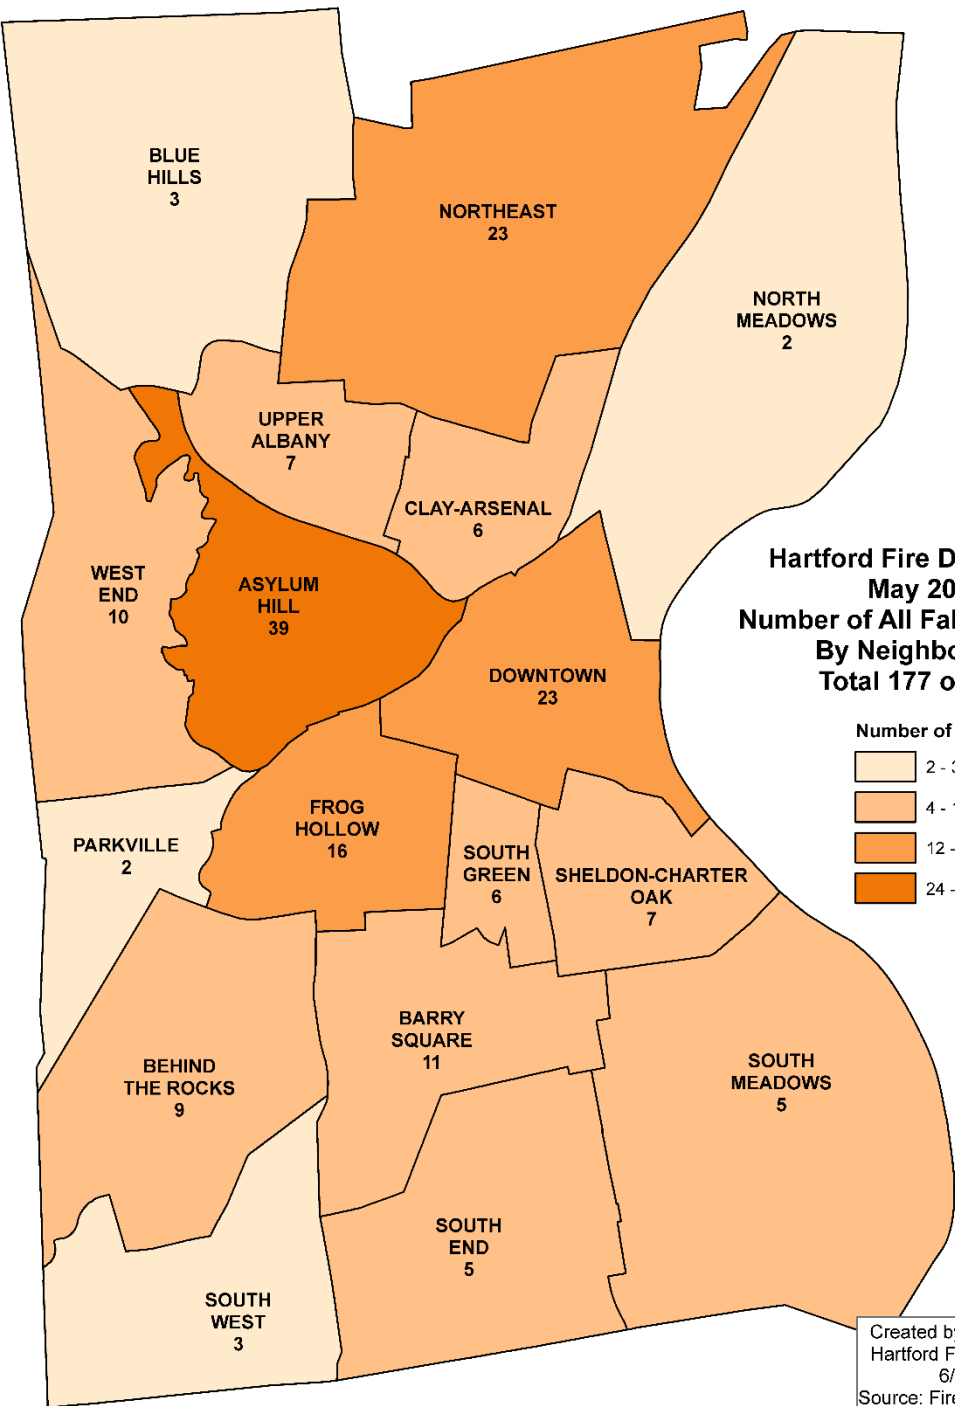 BLUE
HILLS
3
NORTHEAST
23
NORTH
MEADOWS
2
UPPER
ALBANY
7
CLAY-ARSENAL
6
WEST
END
10
ASYLUM
HILL
39
DOWNTOWN
23
Hartford Fire D
May 20
Number of All Fal
By Neighbo
Total 177 o
Number of
2 - 3
4 - 1
12 -
24 -
FROG
HOLLOW
16
PARKVILLE
2
SOUTH
GREEN
6
SHELDON-CHARTER
OAK
7
BARRY
SQUARE
11
BEHIND
THE ROCKS
9
SOUTH
MEADOWS
5
SOUTH
END
5
SOUTH
WEST
3
Created by
Hartford F
6/
Source: Fire